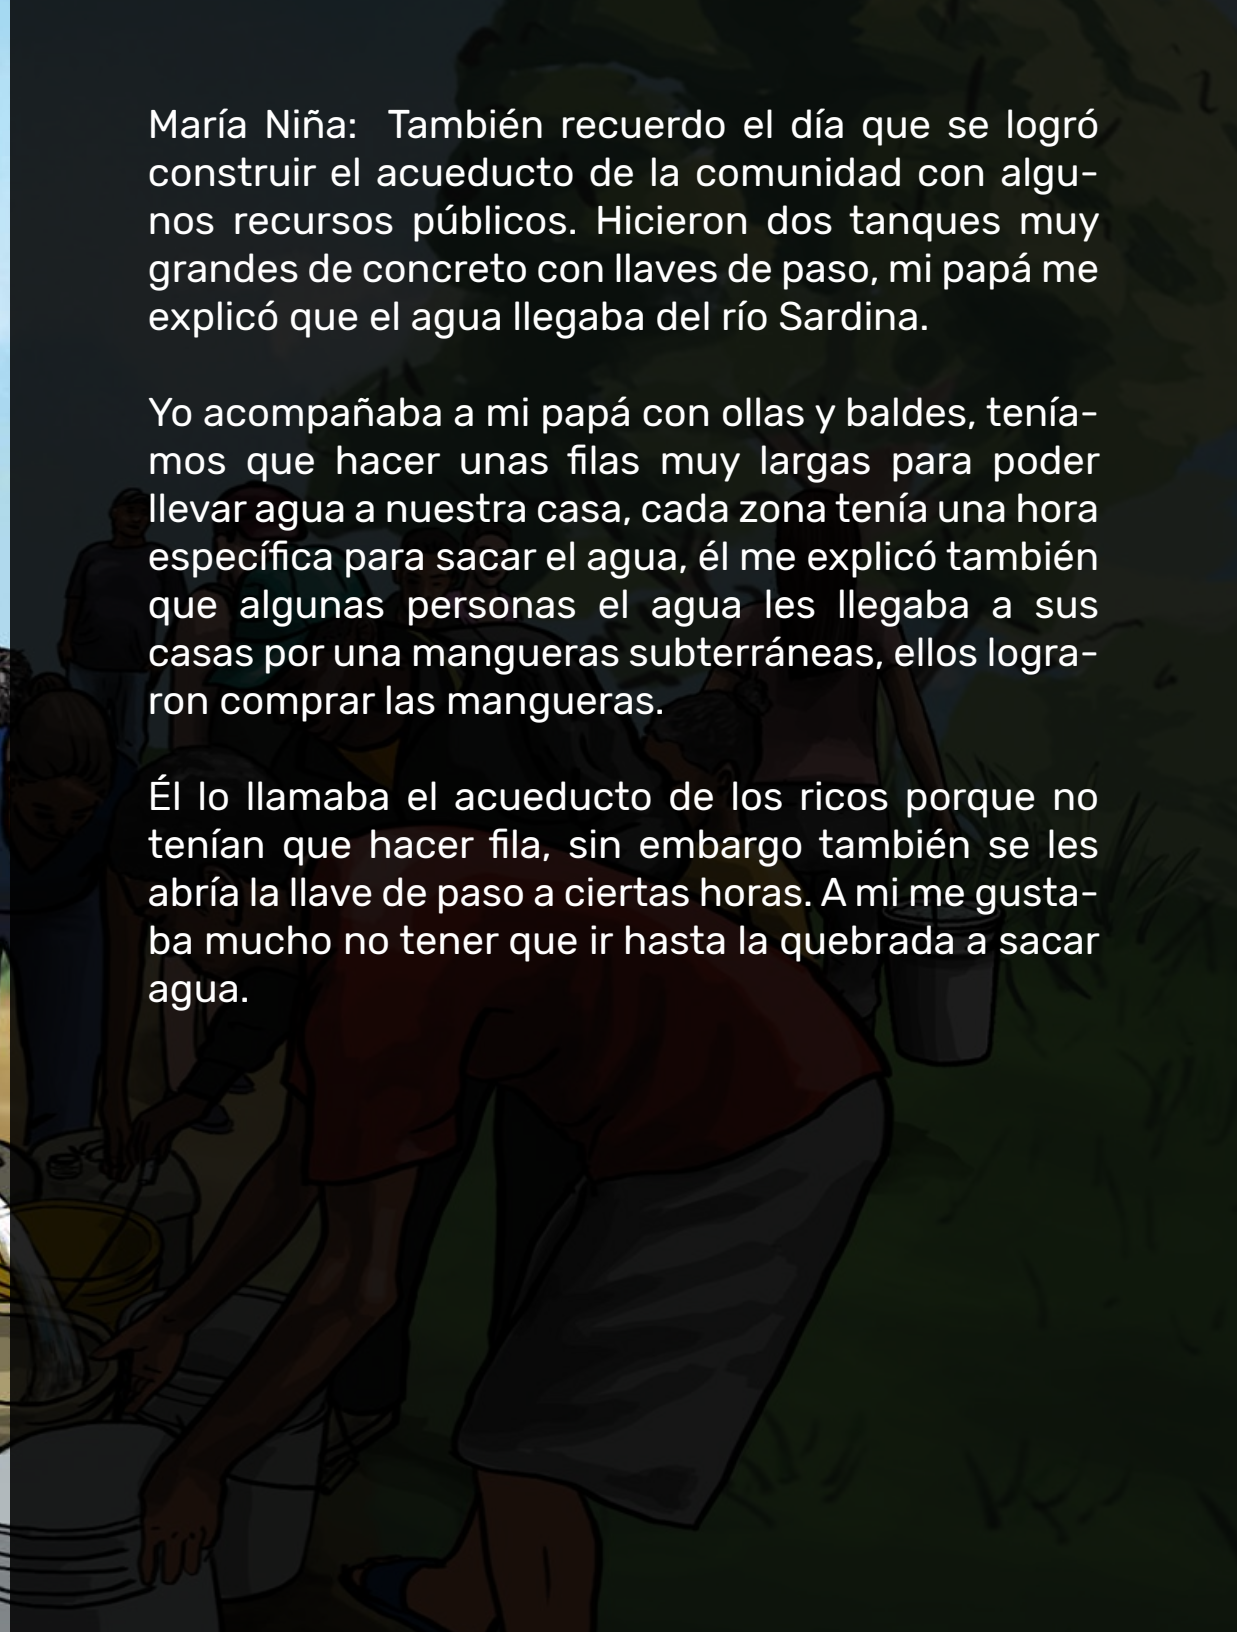 María Niña:  También recuerdo el día que se logró
construir el acueducto de la comunidad con algu-
nos recursos públicos. Hicieron dos tanques muy
grandes de concreto con llaves de paso, mi papá me
explicó que el agua llegaba del río Sardina.
Yo acompañaba a mi papá con ollas y baldes, tenía-
mos que hacer unas filas muy largas para poder
llevar agua a nuestra casa, cada zona tenía una hora
específica para sacar el agua, él me explicó también
que algunas personas el agua les llegaba a sus
casas por una mangueras subterráneas, ellos logra-
ron comprar las mangueras.
Él lo llamaba el acueducto de los ricos porque no
tenían que hacer fila, sin embargo también se les
abría la llave de paso a ciertas horas. A mi me gusta-
ba mucho no tener que ir hasta la quebrada a sacar
agua.